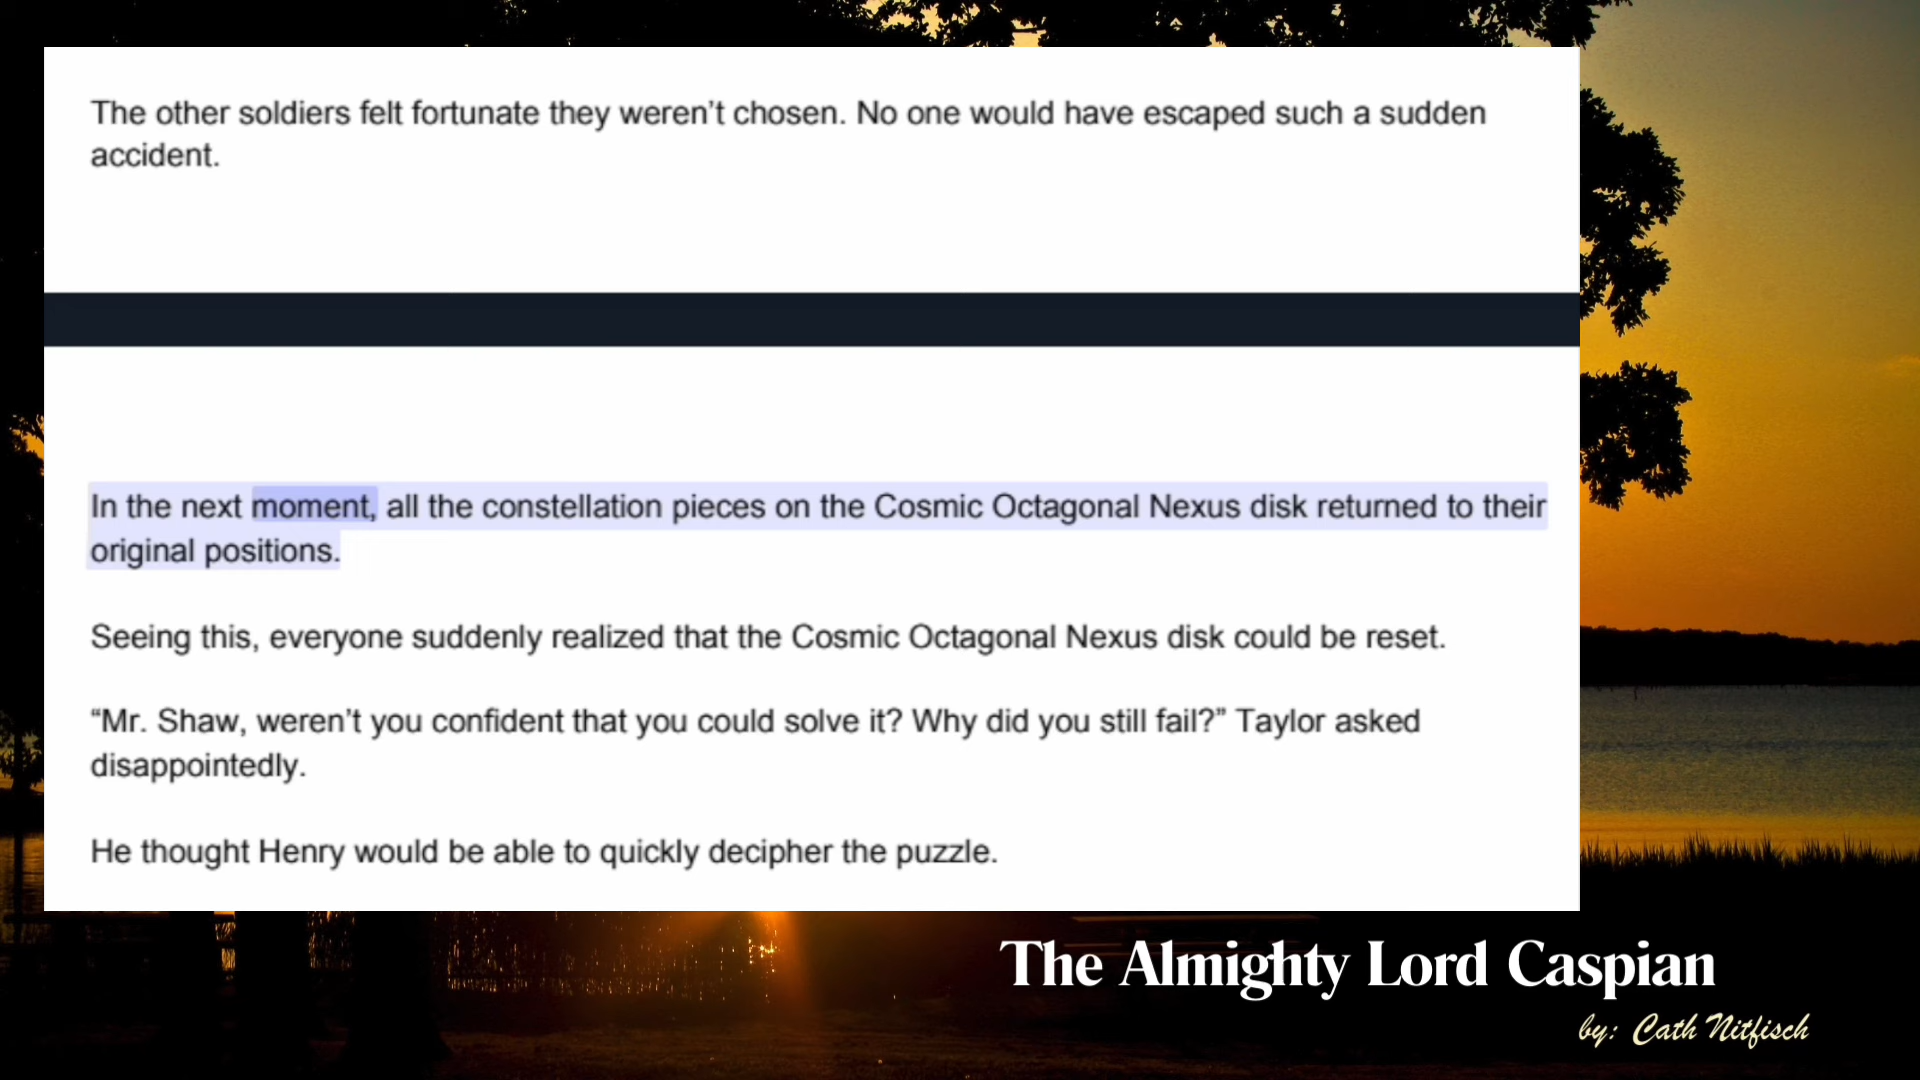 The other soldiers felt fortunate they weren’t chosen. No one would have escaped such a sudden
accident.
In the next moment, all the constellation pieces on the Cosmic Octagonal Nexus disk returned to their
original positions.
Seeing this, everyone suddenly realized that the Cosmic Octagonal Nexus disk could be reset.
“Mr. Shaw, weren’t you confident that you could solve it? Why did you still fail?” Taylor asked
disappointedly.
He thought Henry would be able to quickly decipher the puzzle.
The Almighty Lord Caspian
by: Cath Nitfisch